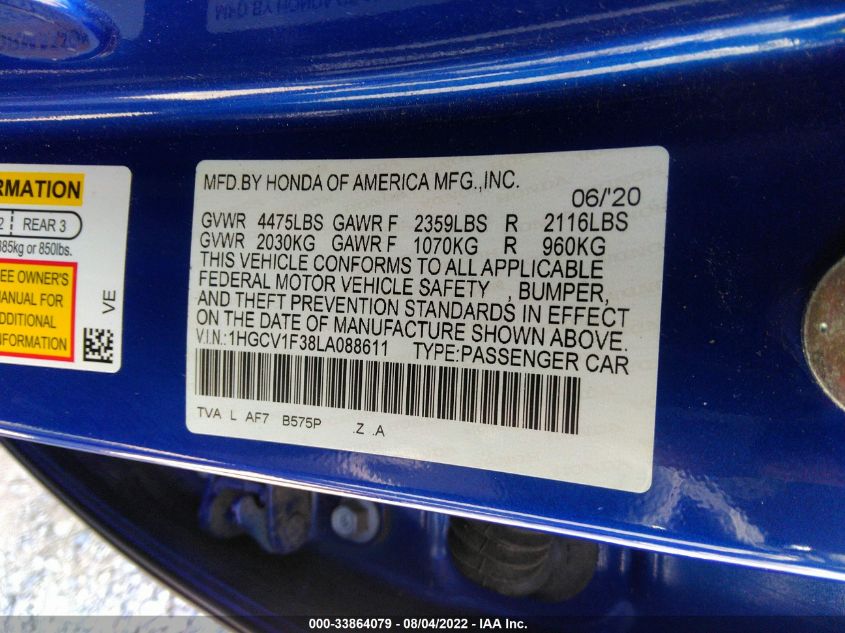 RMATION
2 REAR 3
385kg or 850lbs.
EE OWNER'S
MANUAL FOR
ADDITIONAL
INFORMATION
VE
MFD.BY HONDA OF AMERICA MFG.,INC.
06/'20
GVWR 4475LBS GAWR F 2359LBS R 2116LBS
GVWR 2030KG GAWR F 1070KG R 960KG
THIS VEHICLE CONFORMS TO ALL APPLICABLE
FEDERAL MOTOR VEHICLE SAFETY , BUMPER,
AND THEFT PREVENTION STANDARDS IN EFFECT
ON THE DATE OF MANUFACTURE SHOWN ABOVE.
V.I.N.:1HGCV1F38LA088611 TYPE:PASSENGER CAR
TVA L AF7 B575P .Z .A
000-33864079 - 08/04/2022 - IAA Inc.